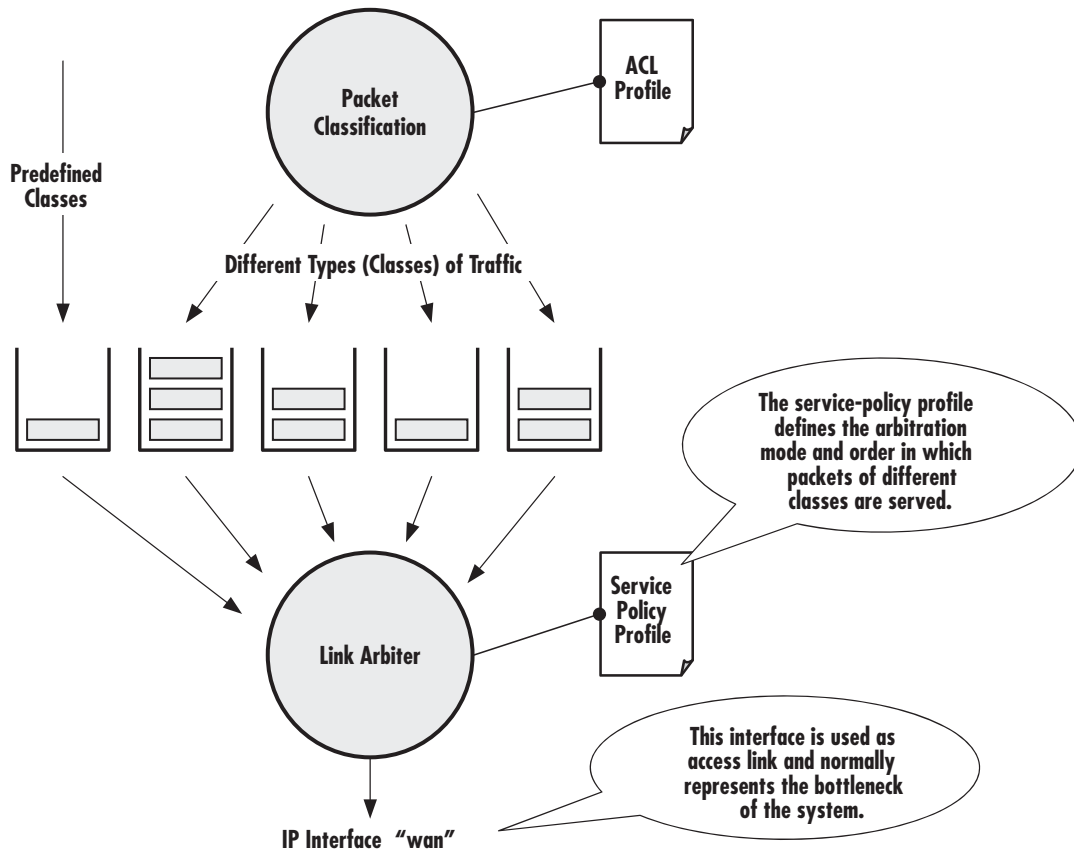 ACL
Profile
Packet
Classification
Predefined
Classes
Different Types (Classes) of Traffic
The service-policy profile
defines the arbitration
mode and order in which
packets of different
classes are served.
Service
Policy
Profile
Link Arbiter
This interface is used as
access link and normally
represents the bottleneck
of the system.
IP Interface “wan”